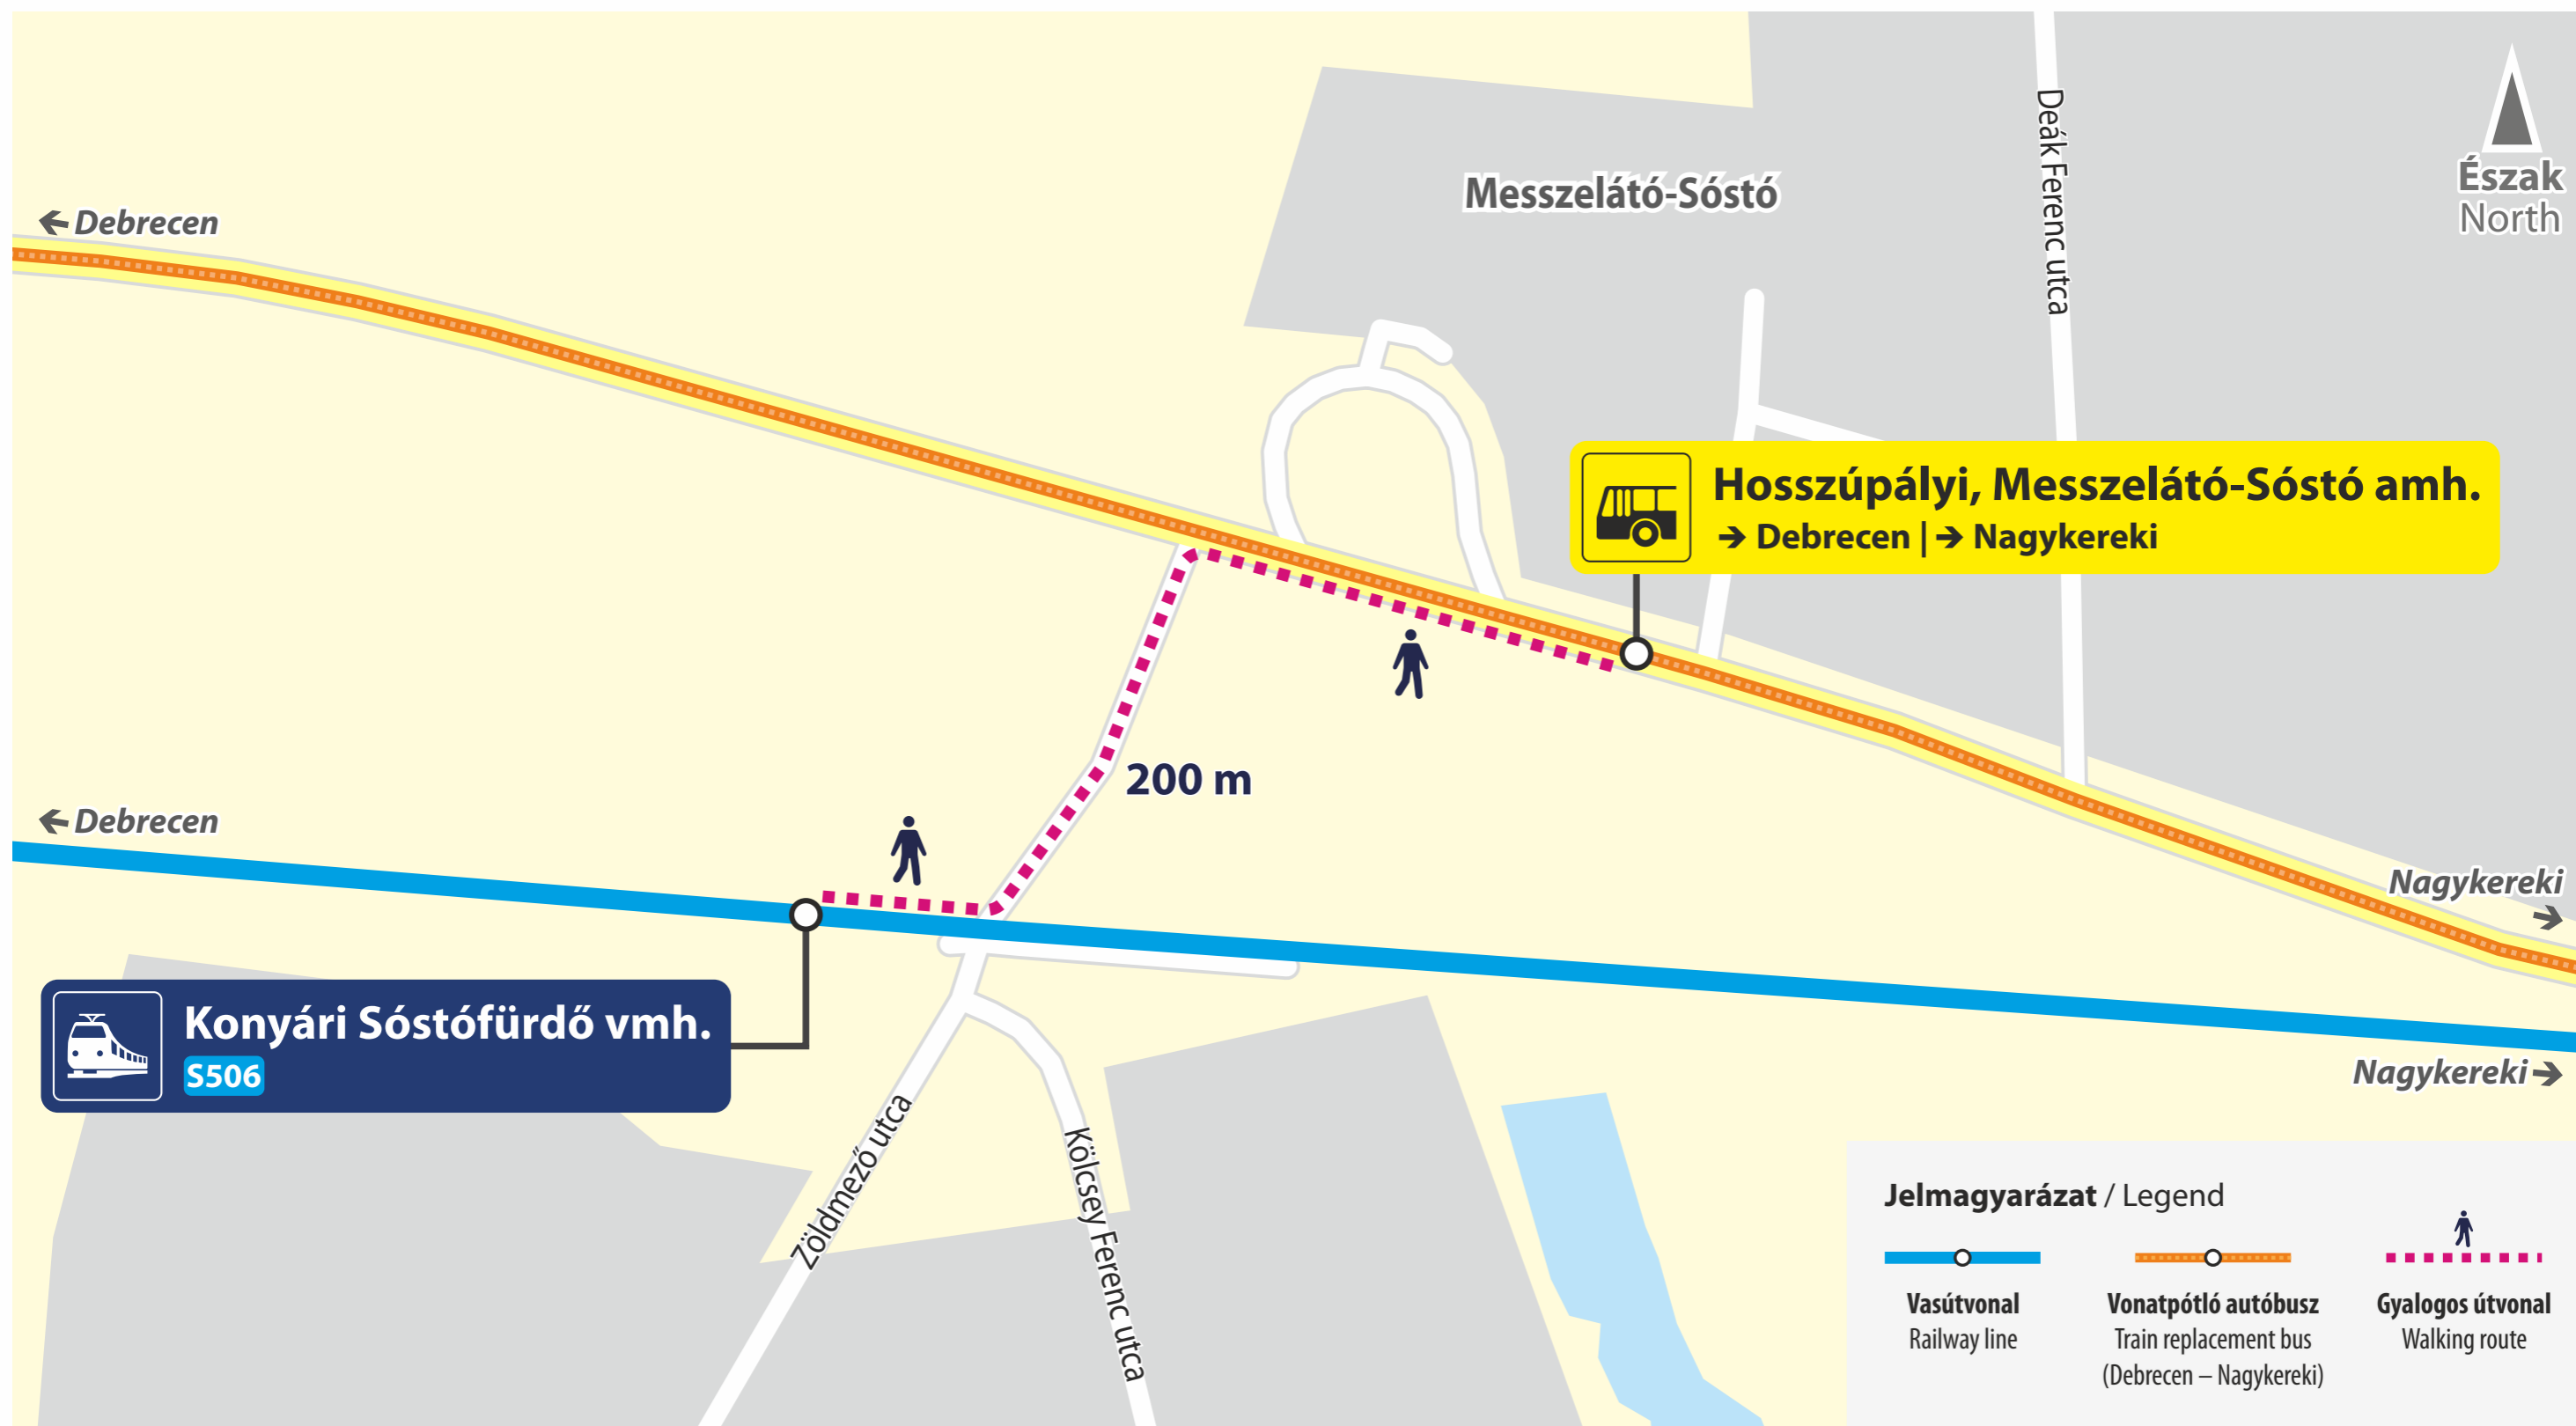 Észak
North
Messzelátó-Sóstó
Deák Ferenc utca
← Debrecen
Hosszúpályi, Messzelátó-Sóstó amh.
→ Debrecen | → Nagykereki
200 m
← Debrecen
Nagykereki
→
Konyári Sóstófürdő vmh.
S506
Nagykereki →
Zöldmező utca
Kölcsey Ferenc utca
Jelmagyarázat / Legend
Vasútvonal
Railway line
Vonatpótló autóbusz
Train replacement bus
(Debrecen – Nagykereki)
Gyalogos útvonal
Walking route